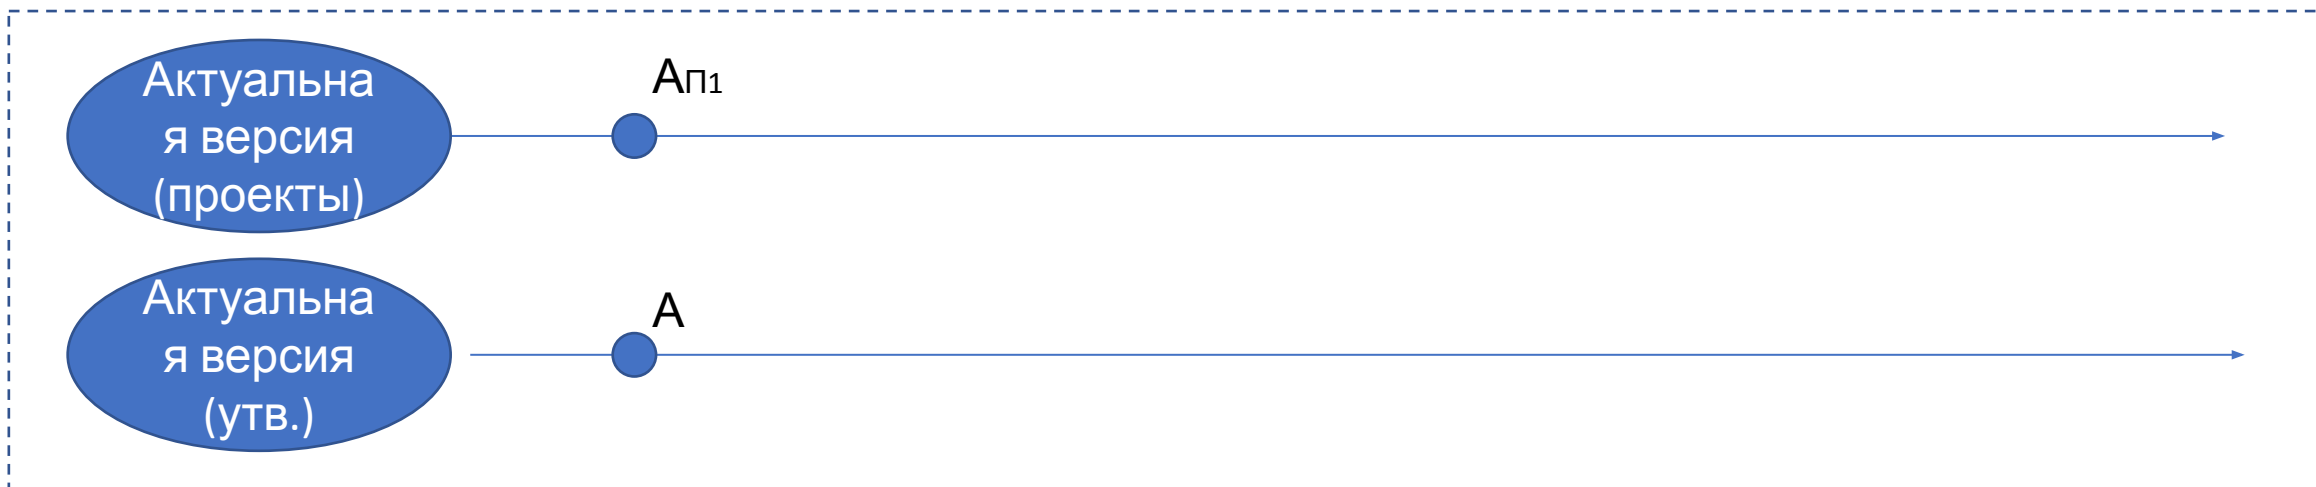 Актуальна
я версия
(проекты)
Ап1
Актуальна
я версия
(утв.)
А